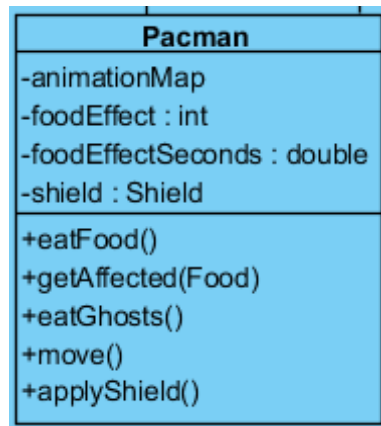 Pacman
-animationMap
-foodEffect : int
-foodEffectSeconds : double
-shield : Shield
+eatFood()
+getAffected(Food)
+eatGhosts()
+move()
+applyShield()